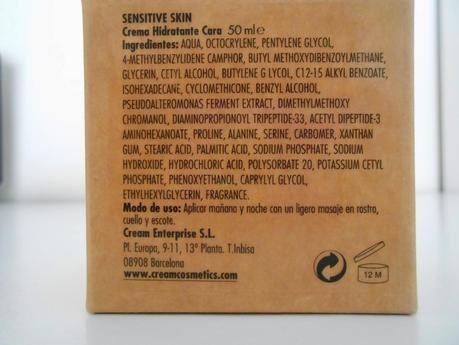 SENSITIVE SKIN
Crema Hidratante Cara 50 ml e
Ingredientes: AQUA, OCTOCRYLENE, PENTYLENE GLYCOL,
4-METHYLBENZYLIDENE CAMPHOR, BUTYL METHOXYDIBENZOYLMETHANE,
GLYCERIN, CETYL ALCOHOL, BUTYLENE G LYCOL, C12-15 ALKYL BENZOATE,
ISOHEXADECANE, CYCLOMETHICONE, BENZYL ALCOHOL,
PSEUDOALTEROMONAS FERMENT EXTRACT, DIMETHYLMETHOXY
CHROMANOL, DIAMINOPROPIONOYL TRIPEPTIDE-33, ACETYL DIPEPTIDE-3
AMINOHEXANOATE, PROLINE, ALANINE, SERINE, CARBOMER, XANTHAN
GUM, STEARIC ACID, PALMITIC ACID, SODIUM PHOSPHATE, SODIUM
HYDROXIDE, HYDROCHLORIC ACID, POLYSORBATE 20, POTASSIUM CETYL
PHOSPHATE, PHENOXYETHANOL, CAPRYLYL GLYCOL,
ETHYLHEXYLGLYCERIN, FRAGRANCE.
Modo de uso: Aplicar mañana y noche con un ligero masaje en rostro,
cuello y escote.
Cream Enterprise S.L.
Pl. Europa, 9-11, 13º Planta. T.Inbisa
08908 Barcelona
www.creamcosmetics.com
12 M